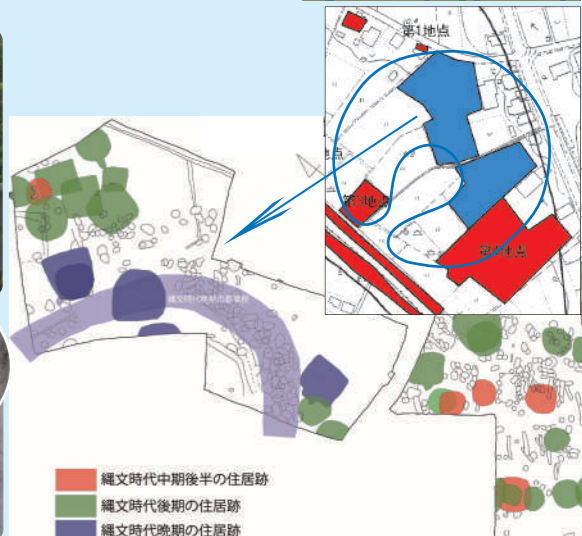 第1地点
地点
第3地点
第4地点
縄文時代中期後半の住居跡
縄文時代後期の住居跡
縄文時代晩期の住居跡